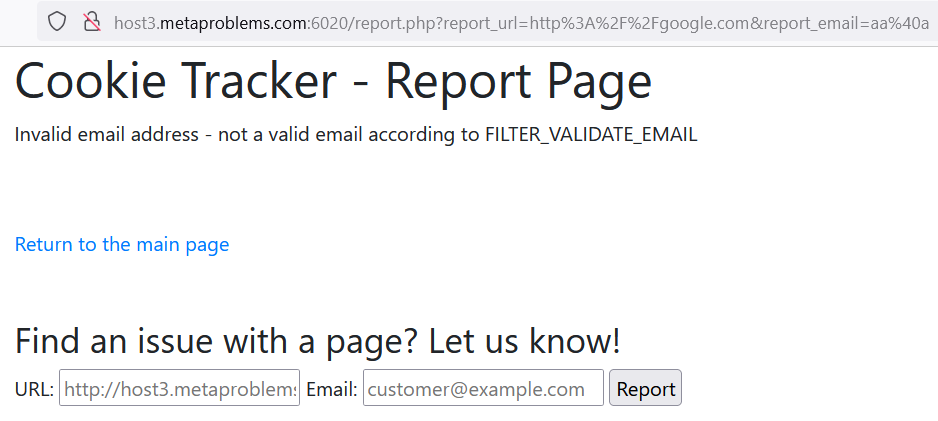 host3.metaproblems.com:6020/report.php?report_url=http%3A%2F%2Fgoogle.com&report_email=aa%40a
Cookie Tracker - Report Page
Invalid email address - not a valid email according to FILTER_VALIDATE_EMAIL
Return to the main page
Find an issue with a page? Let us know!
URL: http://host3.metaproblems Email: customer@example.com Report